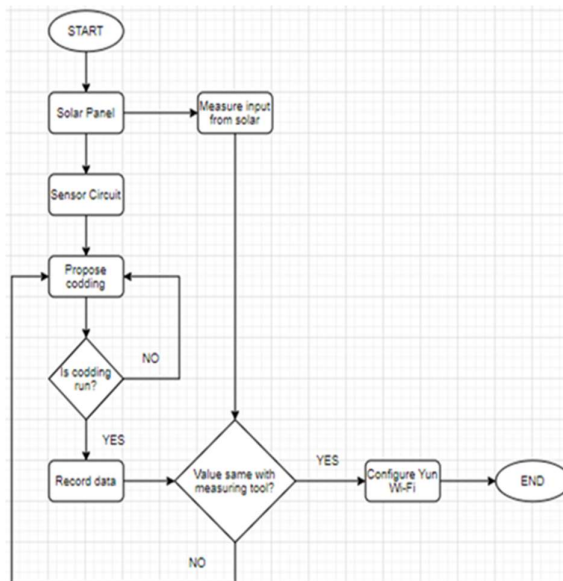 START
Solar Panel
Measure input
from solar
Sensor Circuit
Propose
codding
Is codding
run?
NO
YES
Record data
Value same with
measuring tool?
YES
Configure Yun
Wi-Fi
END
NO